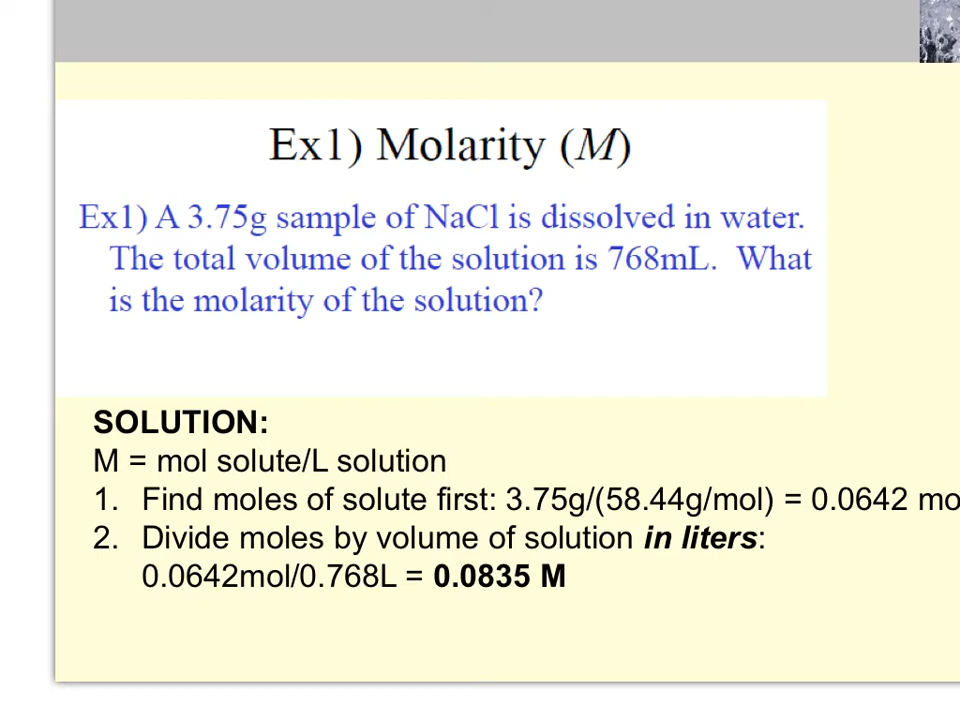 Ex1) Molarity (M)
Ex1) A 3.75g sample of NaCl is dissolved in water.
The total volume of the solution is 768mL. What
is the molarity of the solution?
SOLUTION:
M = mol solute/L solution
1. Find moles of solute first: 3.75g/(58.44g/mol) = 0.0642 mo
2. Divide moles by volume of solution in liters:
0.0642mol/0.768L = 0.0835 M